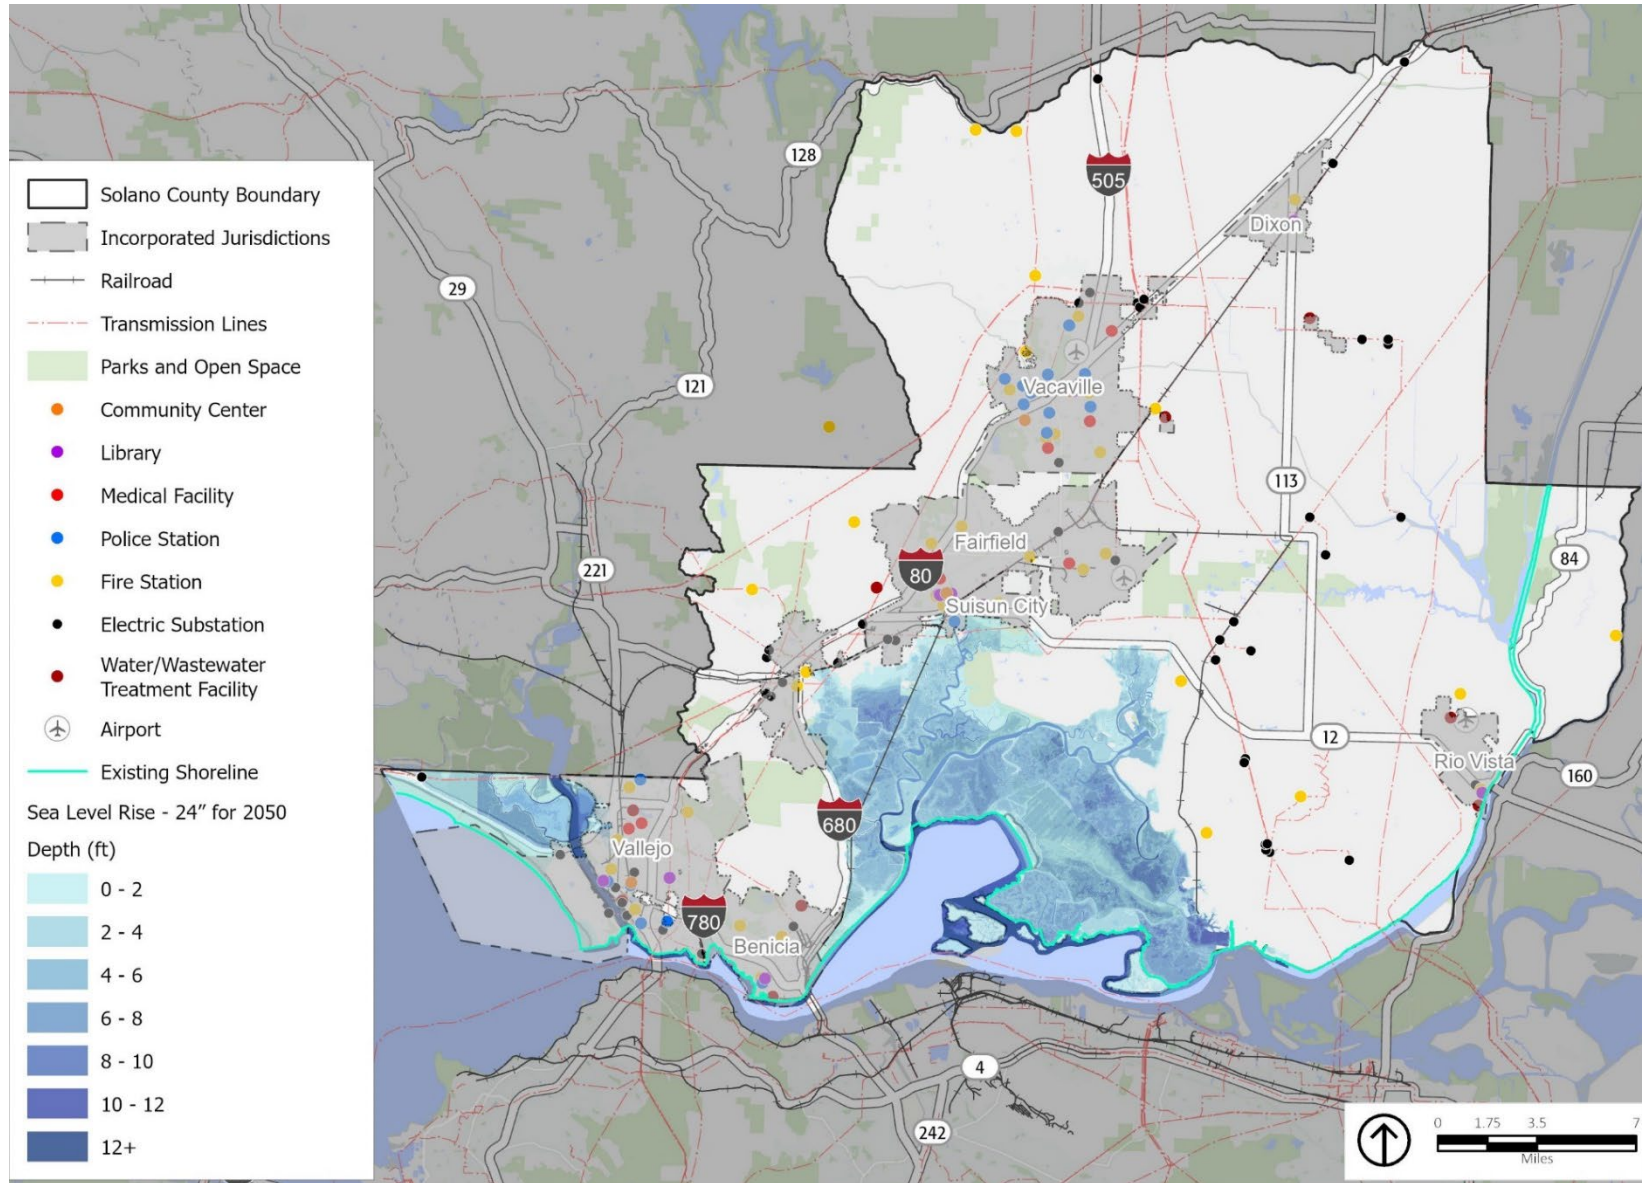 Solano County Boundary
Incorporated Jurisdictions
Railroad
Transmission Lines
Parks and Open Space
Community Center
Library
Medical Facility
Police Station
Fire Station
Electric Substation
Water/Wastewater
Treatment Facility
Airport
Existing Shoreline
Sea Level Rise - 24" for 2050
Depth (ft)
0 - 2
2 - 4
4 - 6
6 - 8
8 - 10
10 - 12
12+
128
505
Dixon
29
121
Vacaville
113
Fairfield
80
84
221
Suisun City
12
Rio Vista
160
680
Vallejo
780
Benicia
4
242
0 1.75 3.5 7
Miles